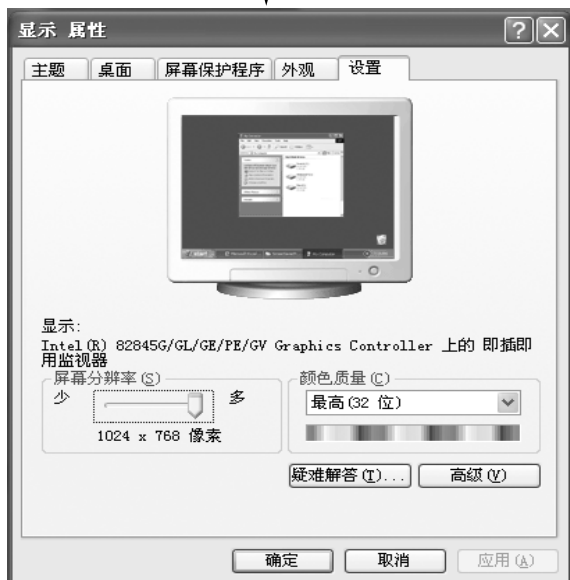 显示 属性
主题 桌面 屏幕保护程序 外观 设置
显示:
Intel(R) 82845G/GL/GE/PE/GV Graphics Controller 上的 即插即
用监视器
屏幕分辨率(S)
少 多
1024 x 768 像素
颜色质量(C)
最高(32 位)
疑难解答(T)... 高级(V)
确定 取消 应用(A)